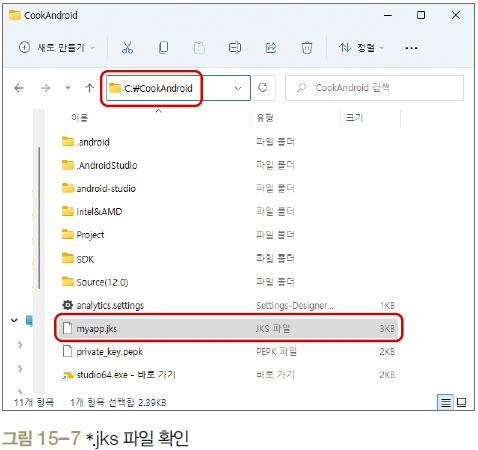 CookAndroid
새로 만들기
정렬
C:\CookAndroid
CookAndroid 검색
이름 유형 크기
.android 파일 폴더
.AndroidStudio 파일 폴더
android-studio 파일 폴더
Intel&AMD 파일 폴더
Project 파일 폴더
SDK 파일 폴더
Source(12.0) 파일 폴더
analytics.settings Settings-Designer... 1KB
myapp.jks JKS 파일 3KB
private_key.pepk PEPK 파일 2KB
studio64.exe - 바로 가기 바로 가기 2KB
11개 항목 1개 항목 선택함 2.39KB
그림 15-7 *.jks 파일 확인